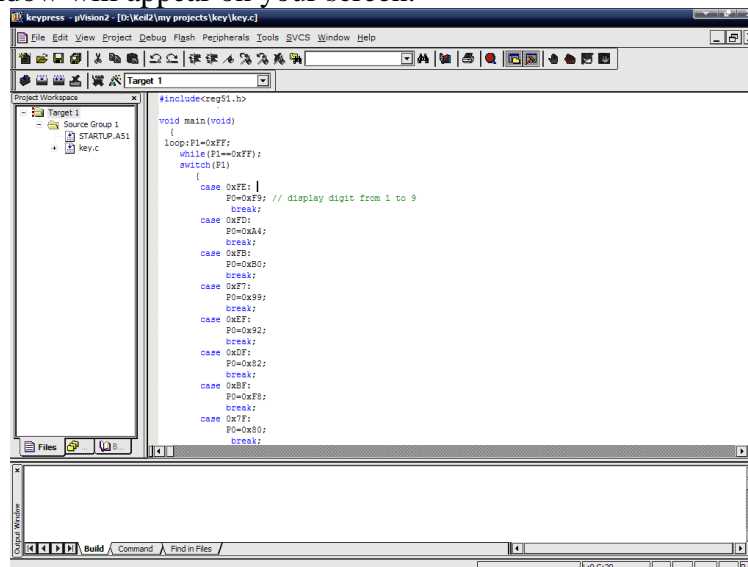 window will appear on your screen.
keypress - µVision2 - [D:\Keil2\my projects\key\key.c]
File Edit View Project Debug Flash Peripherals Tools SVCS Window Help
Target 1
Project Workspace
Target 1
Source Group 1
STARTUP.A51
key.c
#include<reg51.h>
void main(void)
{
loop:P1=0xFF;
while(P1==0xFF);
switch(P1)
{
case 0xFE:
P0=0xF9; // display digit from 1 to 9
break;
case 0xFD:
P0=0xA4;
break;
case 0xFB:
P0=0xB0;
break;
case 0xF7:
P0=0x99;
break;
case 0xEF:
P0=0x92;
break;
case 0xDF:
P0=0x82;
break;
case 0xBF:
P0=0xF8;
break;
case 0x7F:
P0=0x80;
break;
Files
B...
Output Window
Build Command Find in Files